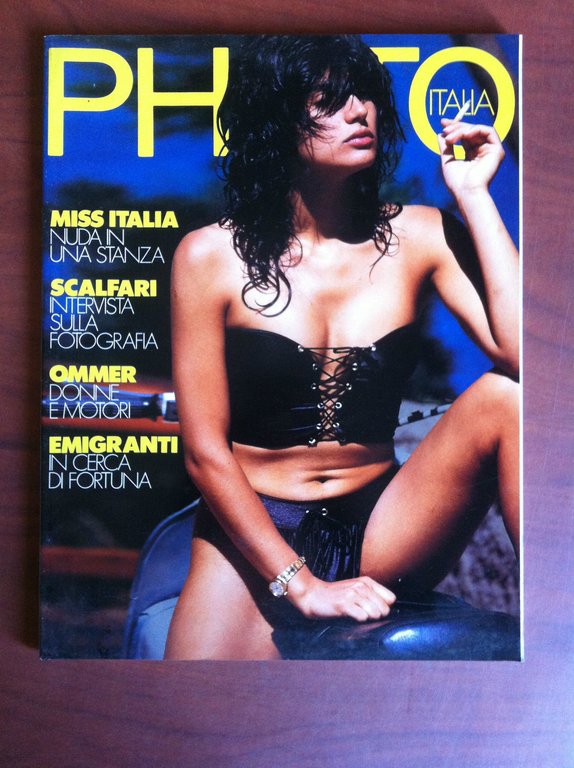 PHOTO
ITALIA
MISS ITALIA
NUDA IN
UNA STANZA
SCALFARI
INTERVISTA
SULLA
FOTOGRAFIA
OMMER
DONNE
E MOTORI
EMIGRANTI
IN CERCA
DI FORTUNA